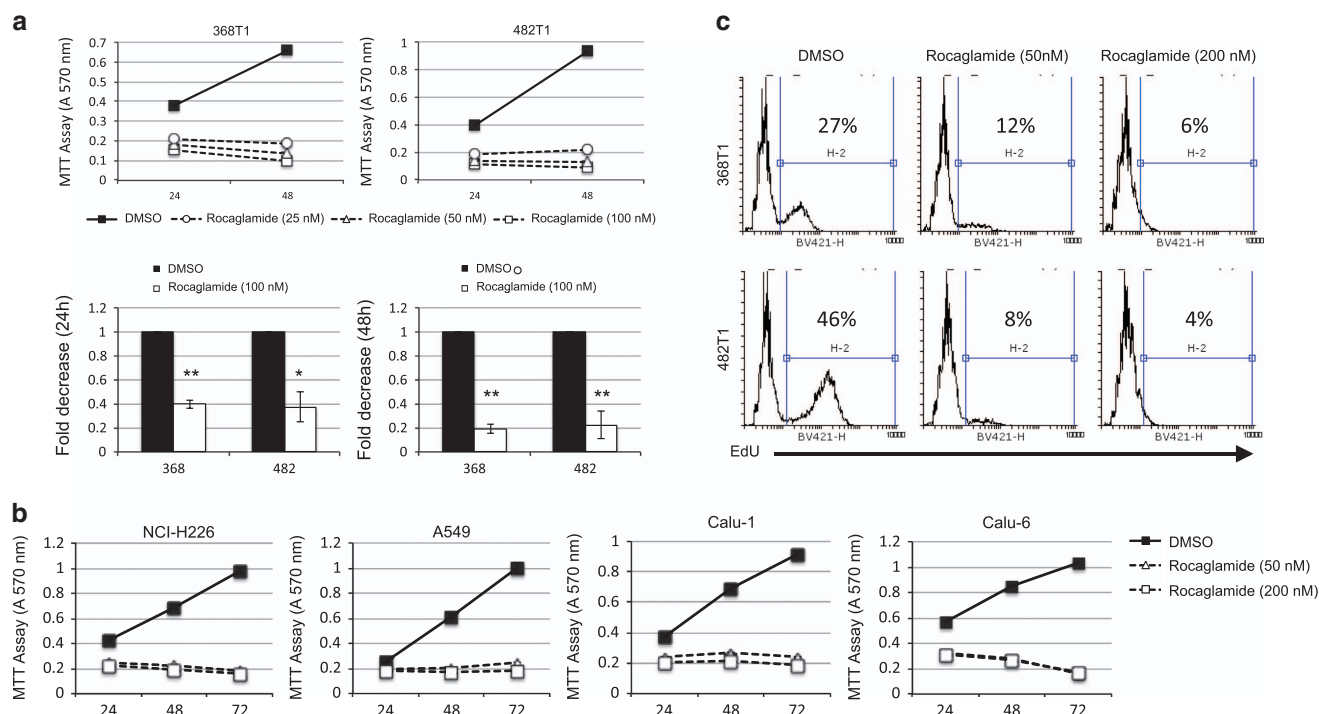 a
368T1
MTT Assay (A 570 nm)
0.7
0.6
0.5
0.4
0.3
0.2
0.1
0
24 48
482T1
MTT Assay (A 570 nm)
1
0.8
0.6
0.4
0.2
0
24 48
DMSO Rocaglamide (25 nM) Rocaglamide (50 nM) Rocaglamide (100 nM)
DMSO
Rocaglamide (100 nM)
Fold decrease (24h)
1.2
1
0.8
0.6
0.4
0.2
0
** *
368 482
DMSO
Rocaglamide (100 nM)
Fold decrease (48h)
1.2
1
0.8
0.6
0.4
0.2
0
** **
368 482
c
DMSO Rocaglamide (50nM) Rocaglamide (200 nM)
368T1
27% 12% 6%
H-2 H-2 H-2
BV421-H BV421-H BV421-H
482T1
46% 8% 4%
H-2 H-2 H-2
BV421-H BV421-H BV421-H
EdU
b
NCI-H226
MTT Assay (A 570 nm)
1.2
1
0.8
0.6
0.4
0.2
0
24 48 72
A549
MTT Assay (A 570 nm)
1.2
1
0.8
0.6
0.4
0.2
0
24 48 72
Calu-1
MTT Assay (A 570 nm)
1
0.8
0.6
0.4
0.2
0
24 48 72
Calu-6
MTT Assay (A 570 nm)
1.2
1
0.8
0.6
0.4
0.2
0
24 48 72
DMSO
Rocaglamide (50 nM)
Rocaglamide (200 nM)